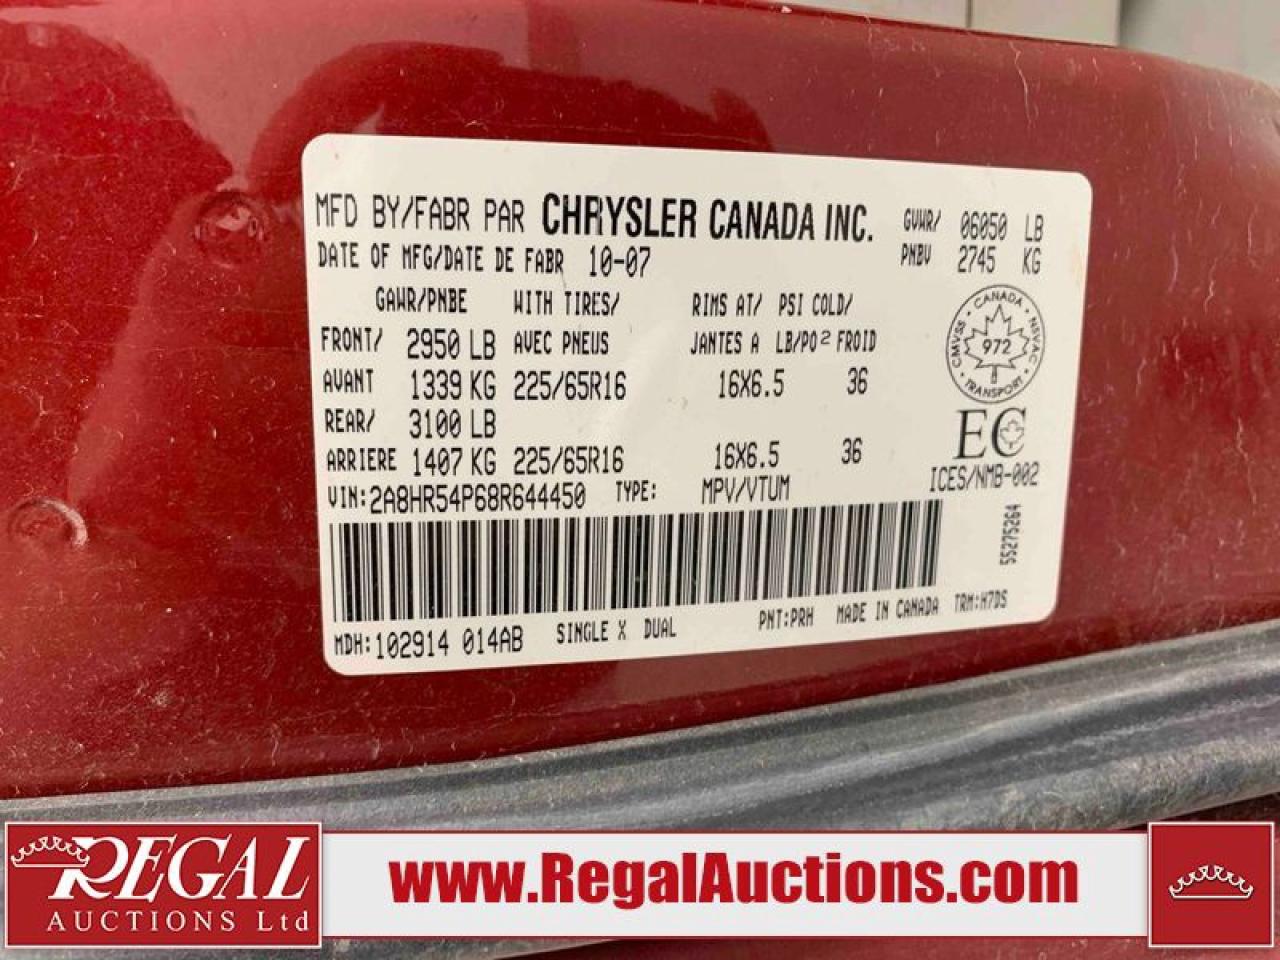 MFD BY/FABR PAR CHRYSLER CANADA INC. GVWR/ 06050 LB
DATE OF MFG/DATE DE FABR 10-07 PNBV 2745 KG
GAWR/PNBE WITH TIRES/ RIMS AT/ PSI COLD/
FRONT/ 2950 LB AVEC PNEUS JANTES A LB/PO2 FROID
AVANT 1339 KG 225/65R16 16X6.5 36
REAR/ 3100 LB
ARRIERE 1407 KG 225/65R16 16X6.5 36
CANADA
CMVSS 972 NSVAC
TRANSPORT
EC
ICES/NMB-002
VIN:2A8HR54P68R644450 TYPE: MPV/VTUM
55275264
MDH:102914 014AB SINGLE X DUAL PNT:PRH MADE IN CANADA TRM:H7DS
REGAL
AUCTIONS Ltd
www.RegalAuctions.com